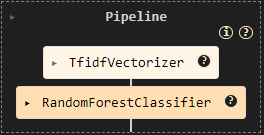 ▸ Pipeline
i ?
▸ TfidfVectorizer ?
▸ RandomForestClassifier ?